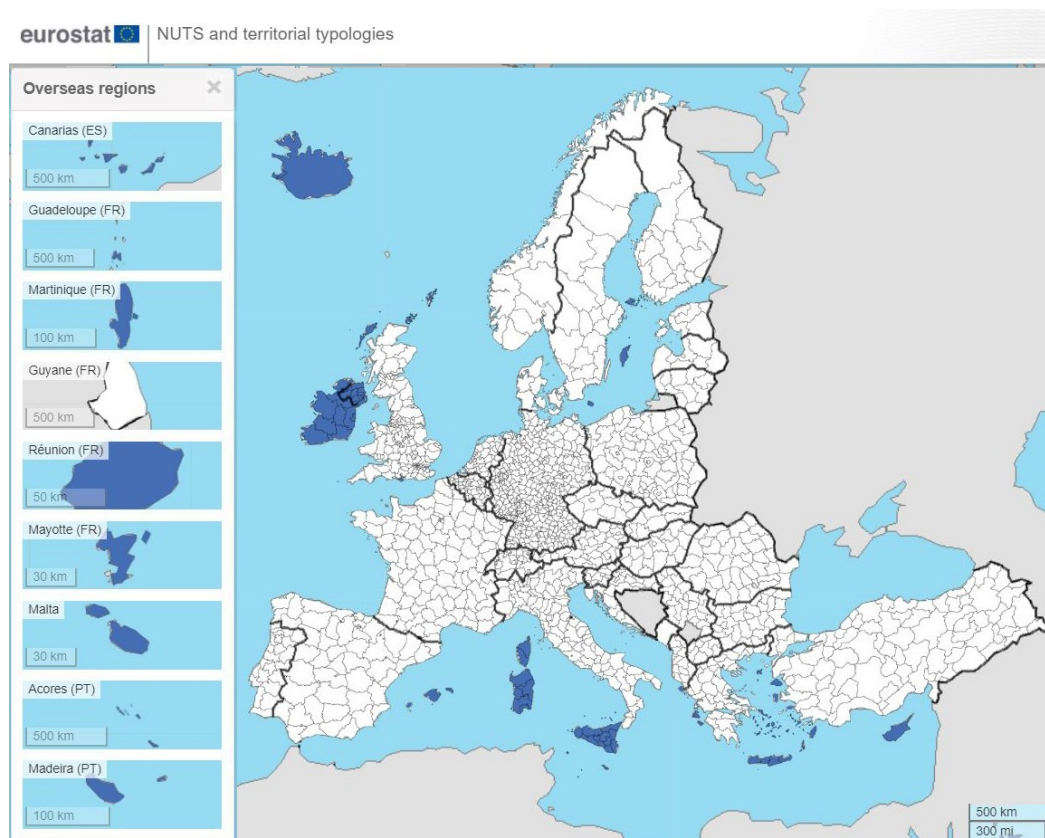 eurostat
NUTS and territorial typologies
Overseas regions
×
Canarias (ES)
500 km
Guadeloupe (FR)
500 km
Martinique (FR)
100 km
Guyane (FR)
500 km
Réunion (FR)
50 km
Mayotte (FR)
30 km
Malta
30 km
Acores (PT)
500 km
Madeira (PT)
100 km
500 km
300 mi